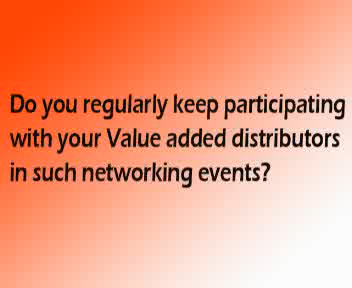 Do you regularly keep participating
with your Value added distributors
in such networking events?